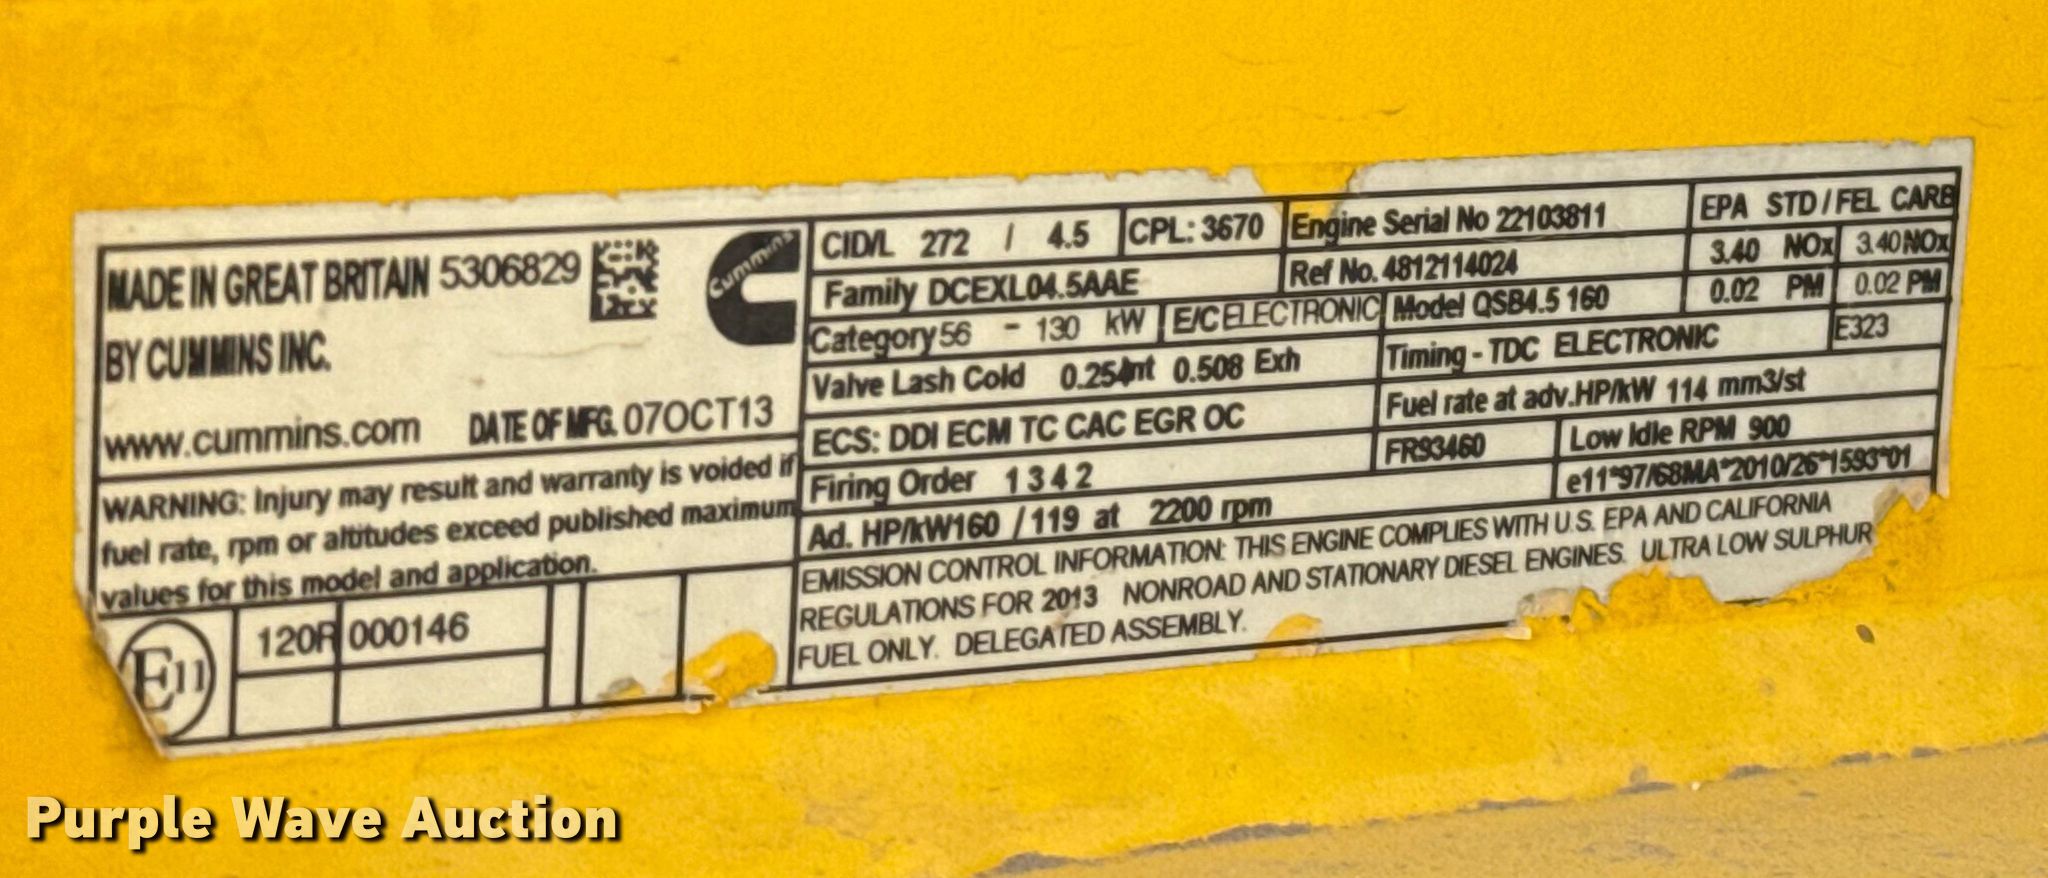 MADE IN GREAT BRITAIN 5306829
BY CUMMINS INC.
www.cummins.com DATE OF MFG. 07OCT13
WARNING: Injury may result and warranty is voided if
fuel rate, rpm or altitudes exceed published maximum
values for this model and application.
E11 120R 000146
Cummins
CID/L 272 / 4.5 CPL: 3670 Engine Serial No 22103811 EPA STD / FEL CARB
Family DCEXL04.5AAE Ref No. 4812114024 3.40 NOx 3.40 NOx
Category 56 - 130 kW E/C ELECTRONIC Model QSB4.5 160 0.02 PM 0.02 PM
Valve Lash Cold 0.254Int 0.508 Exh Timing - TDC ELECTRONIC E323
ECS: DDI ECM TC CAC EGR OC Fuel rate at adv.HP/kW 114 mm3/st
Firing Order 1 3 4 2 FR93460 Low Idle RPM 900
Ad. HP/kW160 / 119 at 2200 rpm e11*97/68MA*2010/26*1593*01
EMISSION CONTROL INFORMATION: THIS ENGINE COMPLIES WITH U.S. EPA AND CALIFORNIA
REGULATIONS FOR 2013 NONROAD AND STATIONARY DIESEL ENGINES. ULTRA LOW SULPHUR
FUEL ONLY. DELEGATED ASSEMBLY.
Purple Wave Auction